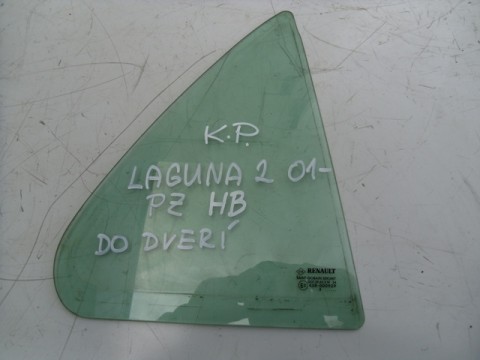 K.P.
LAGUNA 2 01-
PZ HB
DO DVERÍ
RENAULT